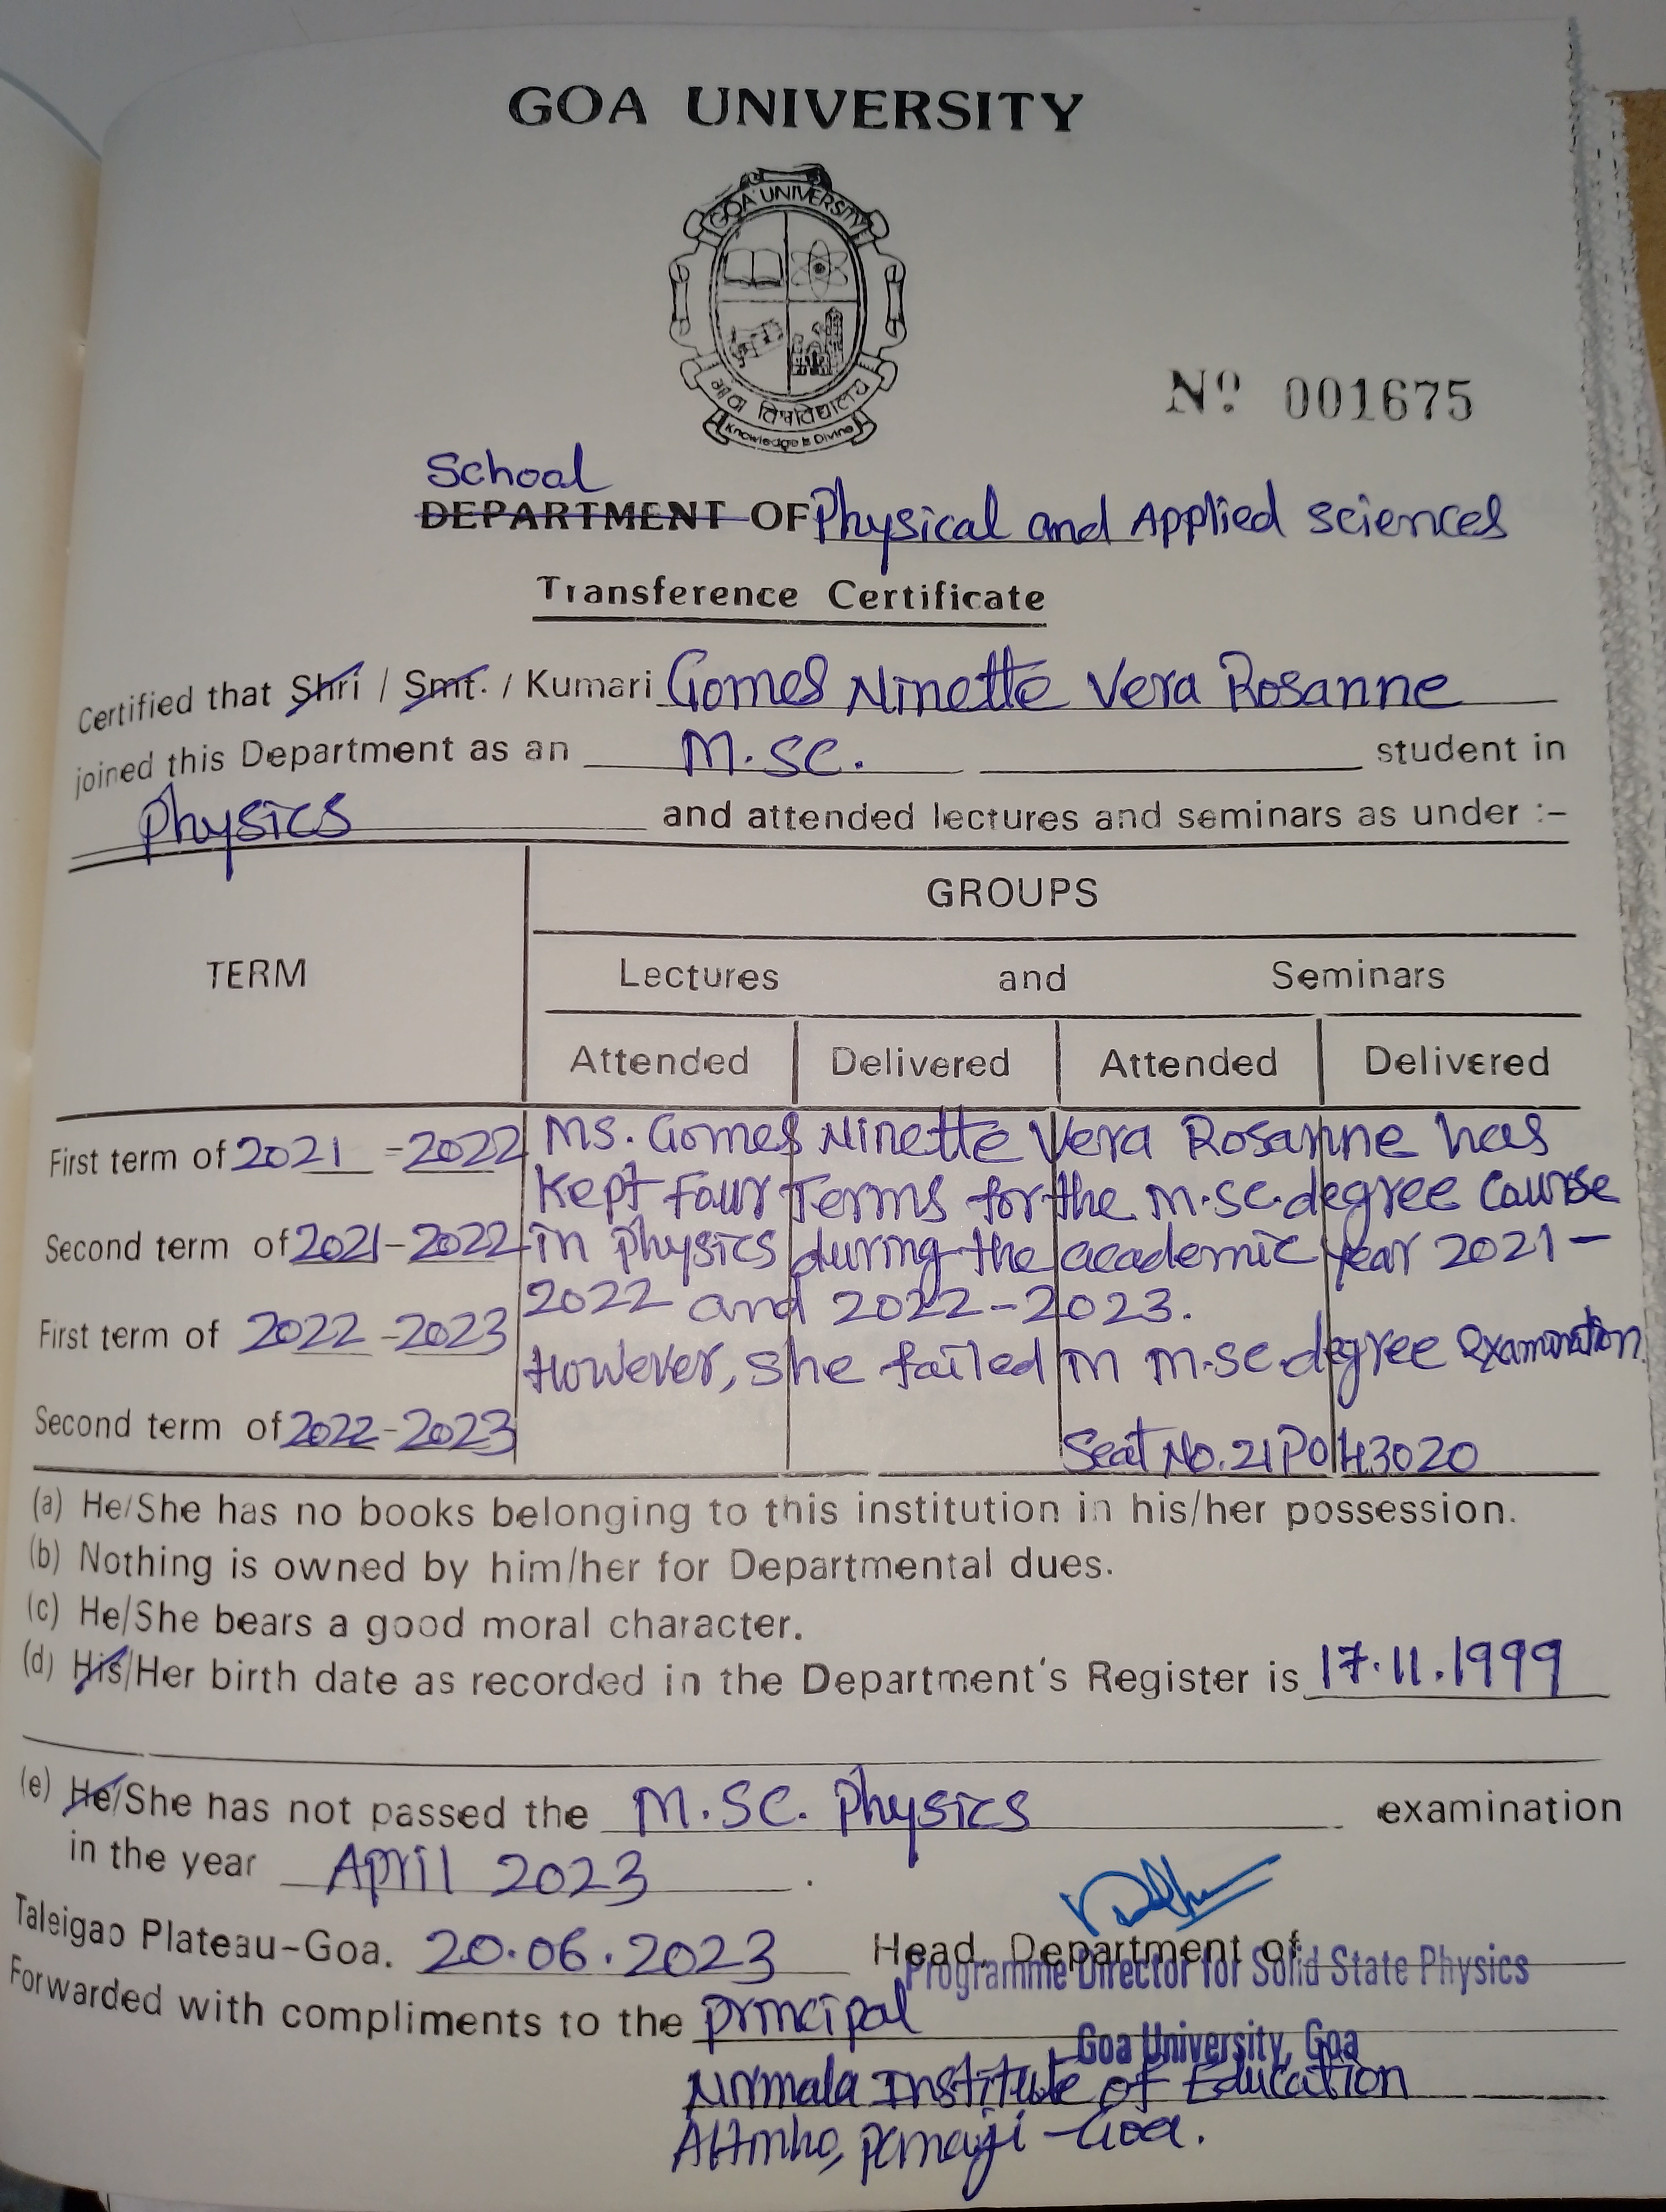 GOA UNIVERSITY
GOA UNIVERSITY
गोंय विश्वविद्यालय
Knowledge is Divine
Nº 001675
School
DEPARTMENT OF Physical and Applied sciences
Transference Certificate
Certified that Shri / Smt. / Kumari Gomes Ninette Vera Rosanne
joined this Department as an M.SC. student in
Physics and attended lectures and seminars as under :-
GROUPS
TERM
Lectures and Seminars
Attended Delivered Attended Delivered
First term of 2021 - 2022 Ms. Gomes Ninette Vera Rosanne has
Kept Four Terms for the M.Sc. degree Course
Second term of 2021 - 2022 in physics during the academic year 2021 -
2022 and 2022-2023.
First term of 2022 - 2023
However, she failed in M.Sc. degree Examination.
Second term of 2022 - 2023
Seat No. 21P043020
(a) He/She has no books belonging to this institution in his/her possession.
(b) Nothing is owned by him/her for Departmental dues.
(c) He/She bears a good moral character.
(d) His/Her birth date as recorded in the Department's Register is 17.11.1999
(e) He/She has not passed the M.SC. Physics examination
in the year April 2023.
Taleigao Plateau-Goa. 20.06.2023 Head, Department of
Programme Director for Solid State Physics
Forwarded with compliments to the principal
Goa University, Goa
Nirmala Institute of Education
Altinho, Panaji - Goa.